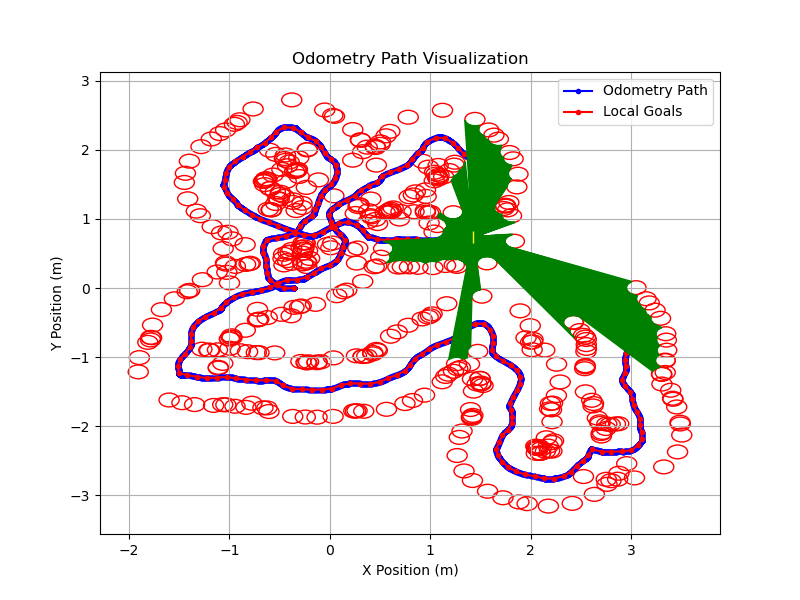 Odometry Path Visualization
Odometry Path
Local Goals
3
2
1
0
−1
−2
−3
Y Position (m)
−2
−1
0
1
2
3
X Position (m)